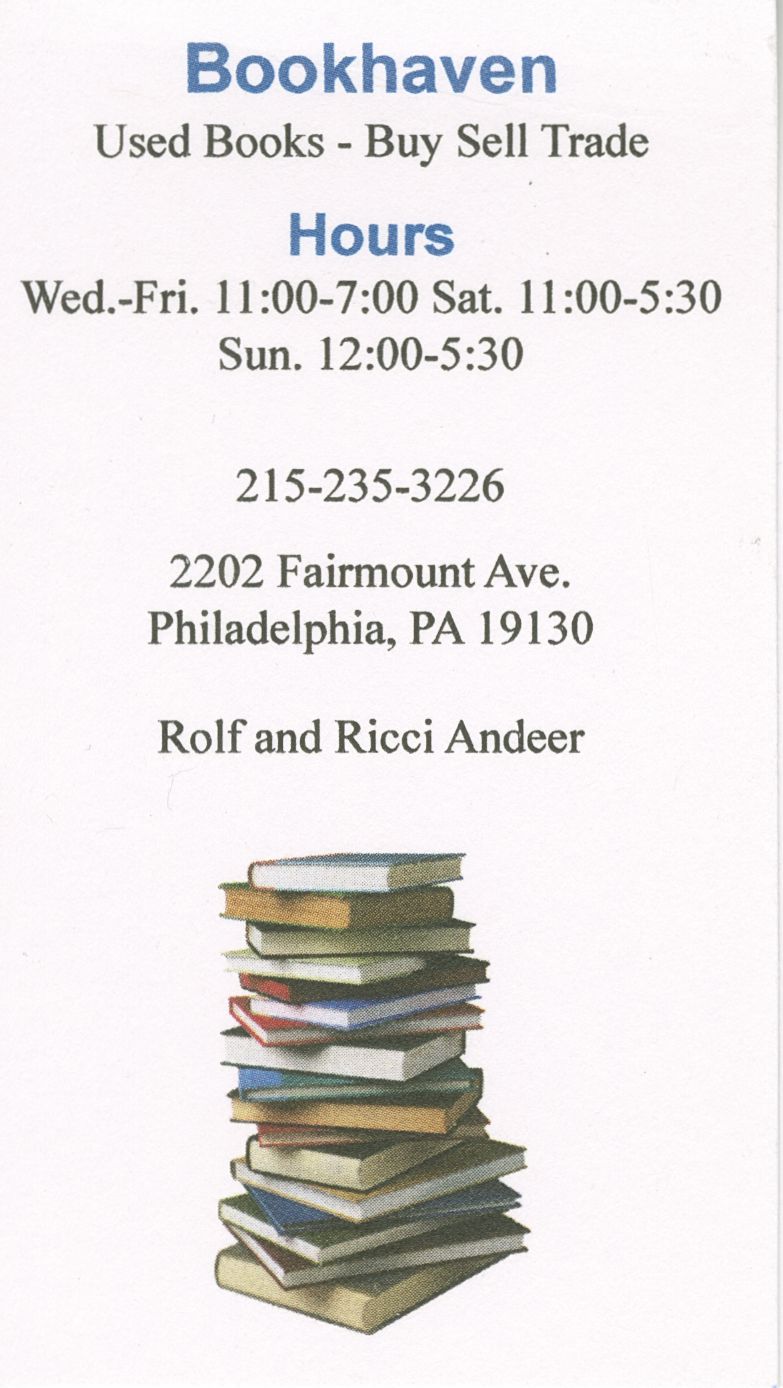 Bookhaven
Used Books - Buy Sell Trade
Hours
Wed.-Fri. 11:00-7:00 Sat. 11:00-5:30
Sun. 12:00-5:30
215-235-3226
2202 Fairmount Ave.
Philadelphia, PA 19130
Rolf and Ricci Andeer